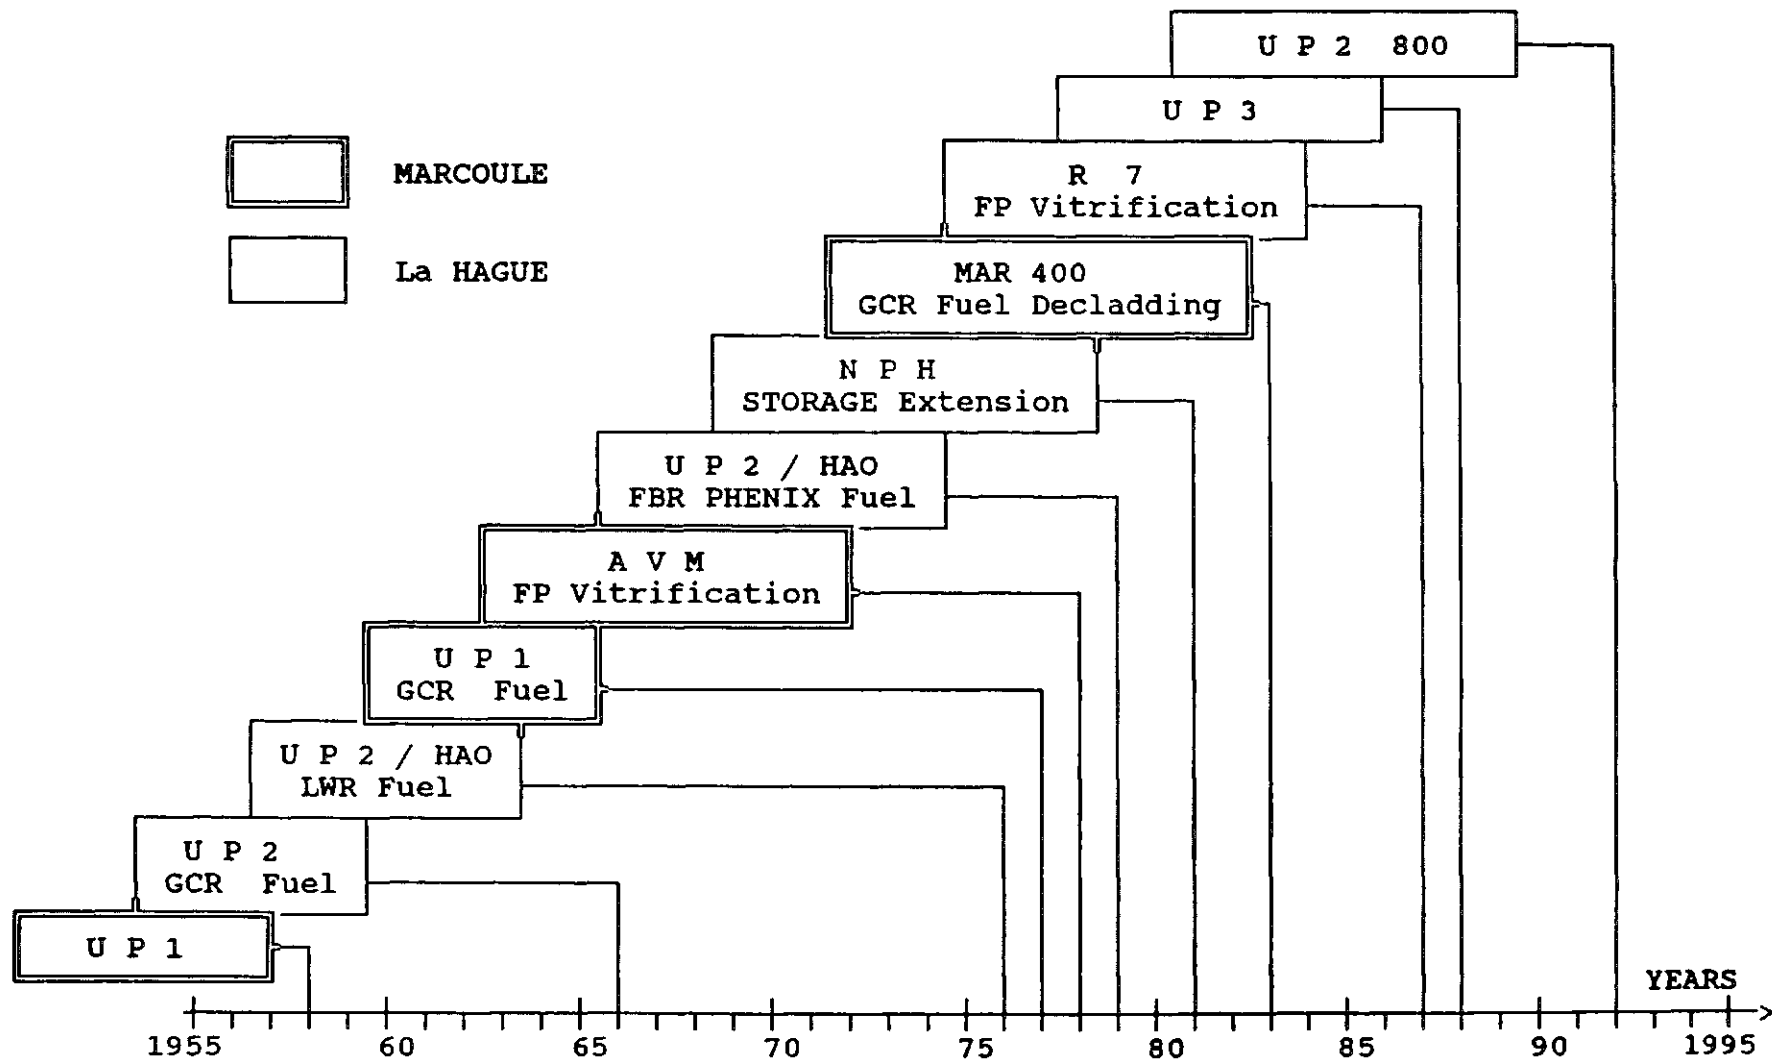 U P 2 800
U P 3
MARCOULE
R 7
FP Vitrification
La HAGUE
MAR 400
GCR Fuel Decladding
N P H
STORAGE Extension
U P 2 / HAO
FBR PHENIX Fuel
A V M
FP Vitrification
U P 1
GCR Fuel
U P 2 / HAO
LWR Fuel
U P 2
GCR Fuel
U P 1
YEARS
1955 60 65 70 75 80 85 90 1995